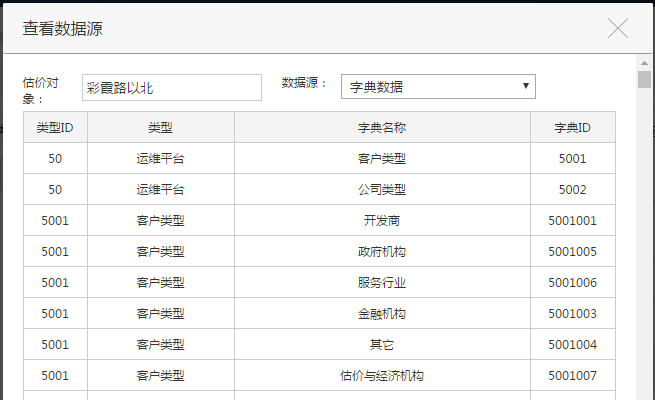 查看数据源
估价对象： 彩霞路以北 数据源： 字典数据
类型ID 类型 字典名称 字典ID
50 运维平台 客户类型 5001
50 运维平台 公司类型 5002
5001 客户类型 开发商 5001001
5001 客户类型 政府机构 5001005
5001 客户类型 服务行业 5001006
5001 客户类型 金融机构 5001003
5001 客户类型 其它 5001004
5001 客户类型 估价与经济机构 5001007